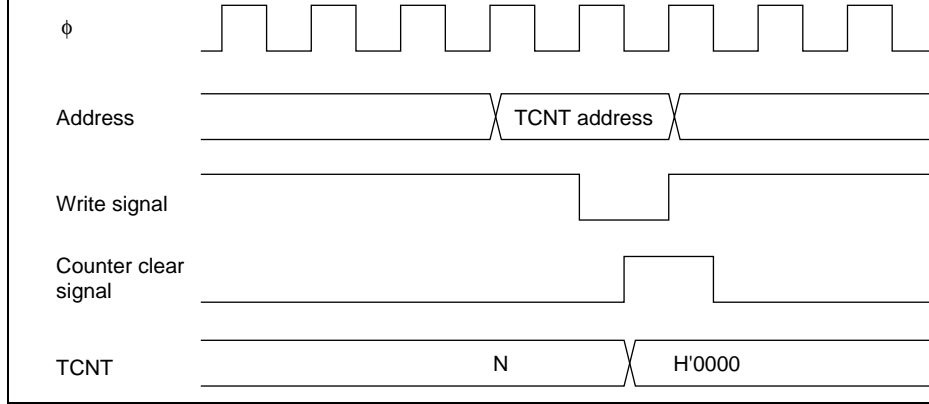 ϕ
Address
TCNT address
Write signal
Counter clear
signal
TCNT
N
H'0000